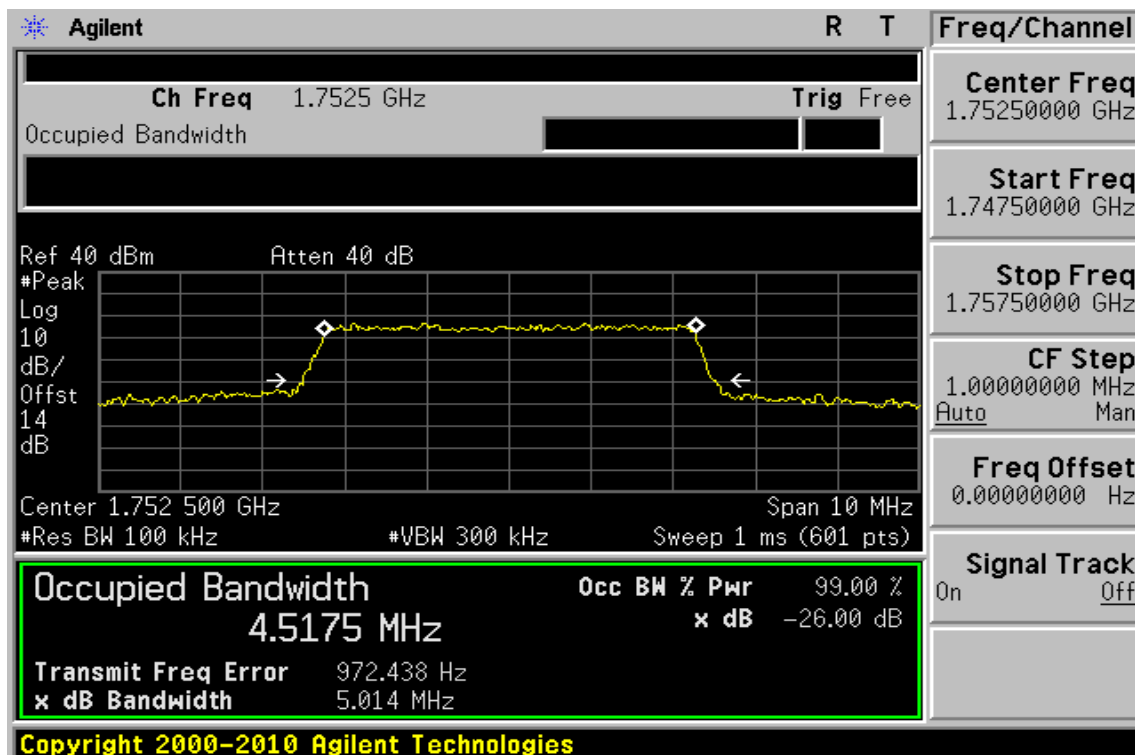 Agilent R T Freq/Channel
Ch Freq 1.7525 GHz Trig Free
Occupied Bandwidth
Center Freq
1.75250000 GHz
Start Freq
1.74750000 GHz
Stop Freq
1.75750000 GHz
CF Step
1.00000000 MHz
Auto Man
Freq Offset
0.00000000 Hz
Signal Track
On Off
Ref 40 dBm Atten 40 dB
#Peak
Log
10
dB/
Offst
14
dB
Center 1.752 500 GHz Span 10 MHz
#Res BW 100 kHz #VBW 300 kHz Sweep 1 ms (601 pts)
Occupied Bandwidth Occ BW % Pwr 99.00 %
4.5175 MHz x dB -26.00 dB
Transmit Freq Error 972.438 Hz
x dB Bandwidth 5.014 MHz
Copyright 2000-2010 Agilent Technologies